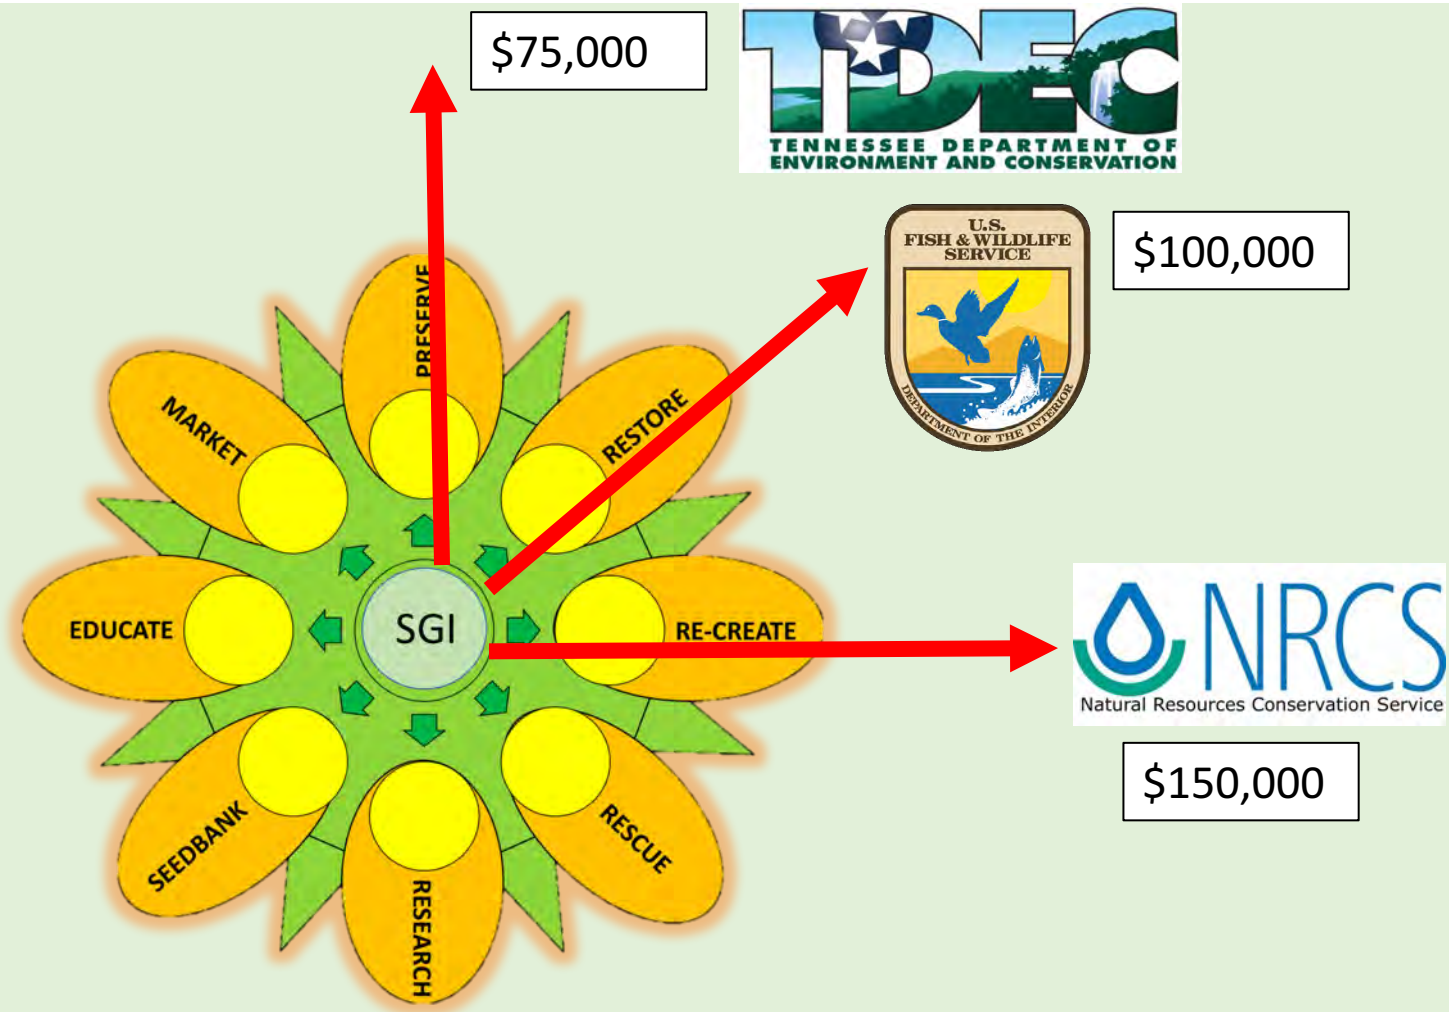 $75,000
TDEC
TENNESSEE DEPARTMENT OF
ENVIRONMENT AND CONSERVATION
U.S.
FISH & WILDLIFE
SERVICE
DEPARTMENT OF THE INTERIOR
$100,000
PRESERVE
MARKET
RESTORE
EDUCATE
SGI
RE-CREATE
NRCS
Natural Resources Conservation Service
$150,000
SEEDBANK
RESCUE
RESEARCH